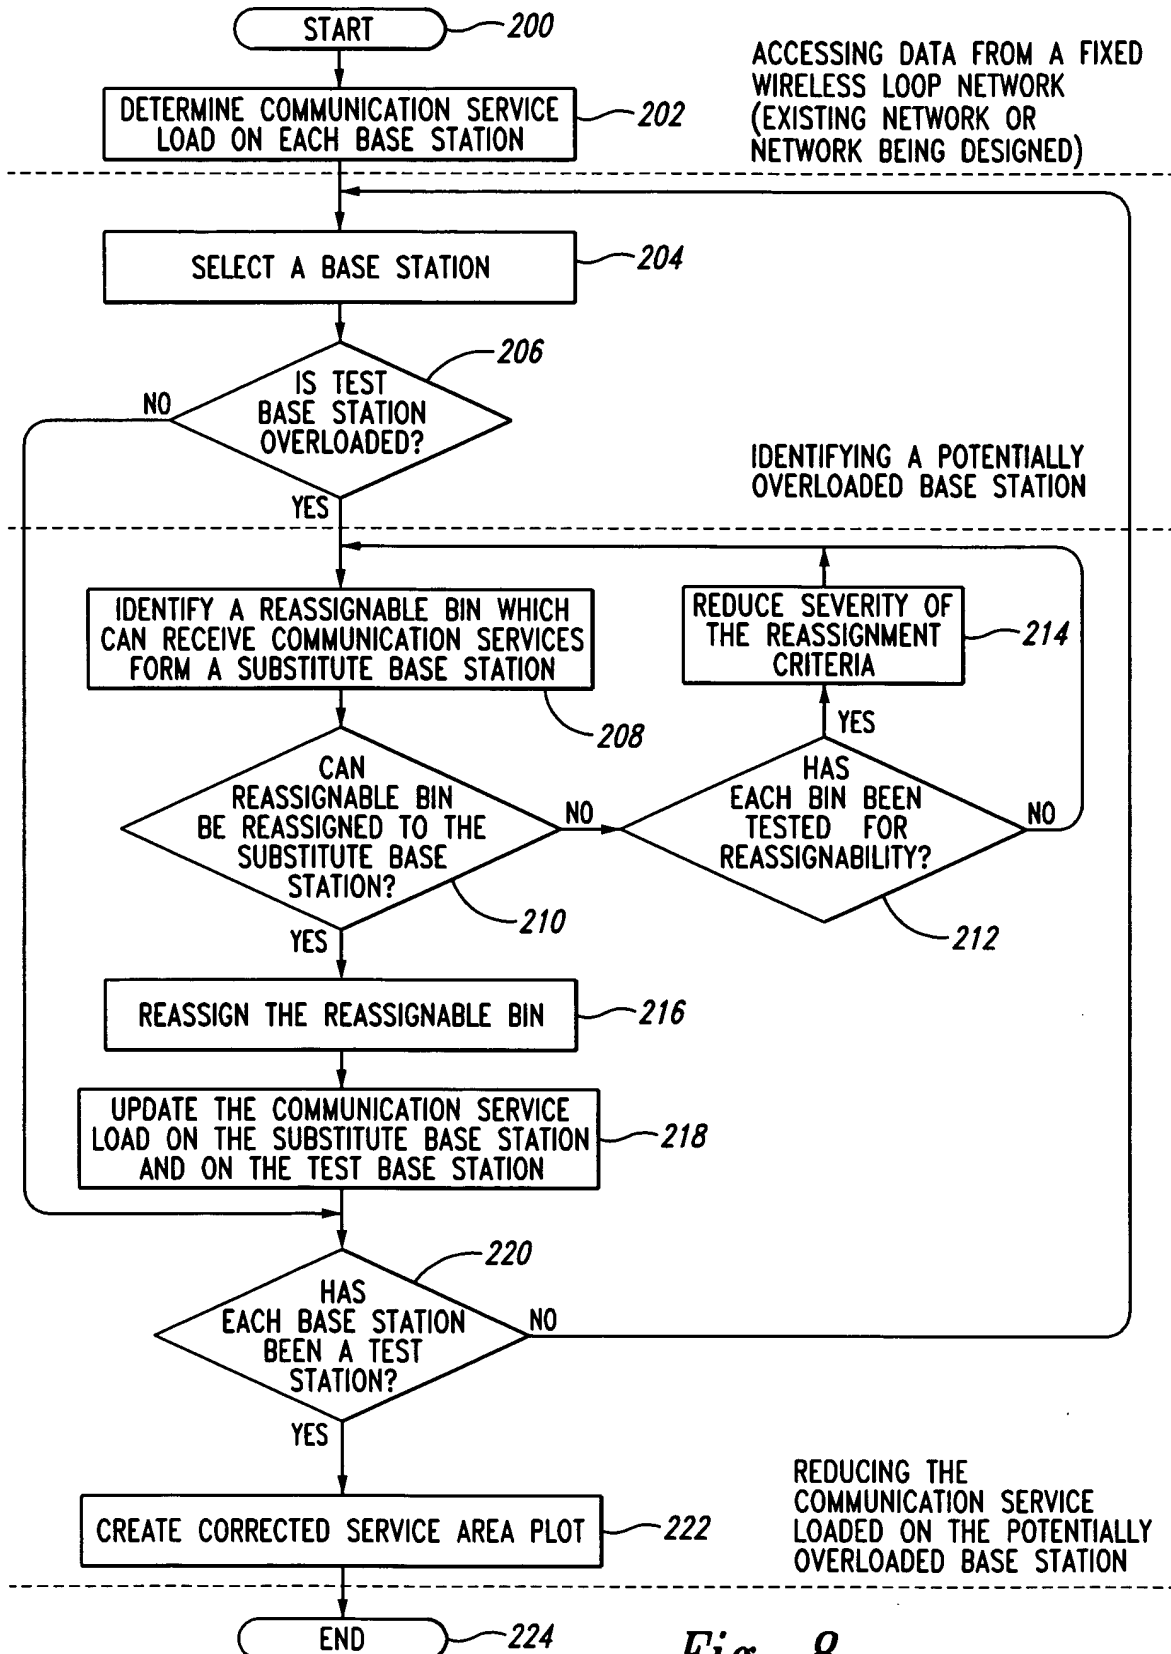 START
200
ACCESSING DATA FROM A FIXED
WIRELESS LOOP NETWORK
(EXISTING NETWORK OR
NETWORK BEING DESIGNED)
DETERMINE COMMUNICATION SERVICE
LOAD ON EACH BASE STATION
202
SELECT A BASE STATION
204
206
IS TEST
BASE STATION
OVERLOADED?
NO
YES
IDENTIFYING A POTENTIALLY
OVERLOADED BASE STATION
IDENTIFY A REASSIGNABLE BIN WHICH
CAN RECEIVE COMMUNICATION SERVICES
FORM A SUBSTITUTE BASE STATION
208
REDUCE SEVERITY OF
THE REASSIGNMENT
CRITERIA
214
YES
CAN
REASSIGNABLE BIN
BE REASSIGNED TO THE
SUBSTITUTE BASE
STATION?
NO
210
YES
HAS
EACH BIN BEEN
TESTED FOR
REASSIGNABILITY?
NO
212
REASSIGN THE REASSIGNABLE BIN
216
UPDATE THE COMMUNICATION SERVICE
LOAD ON THE SUBSTITUTE BASE STATION
AND ON THE TEST BASE STATION
218
220
HAS
EACH BASE STATION
BEEN A TEST
STATION?
NO
YES
REDUCING THE
COMMUNICATION SERVICE
LOADED ON THE POTENTIALLY
OVERLOADED BASE STATION
CREATE CORRECTED SERVICE AREA PLOT
222
END
224
Fig.